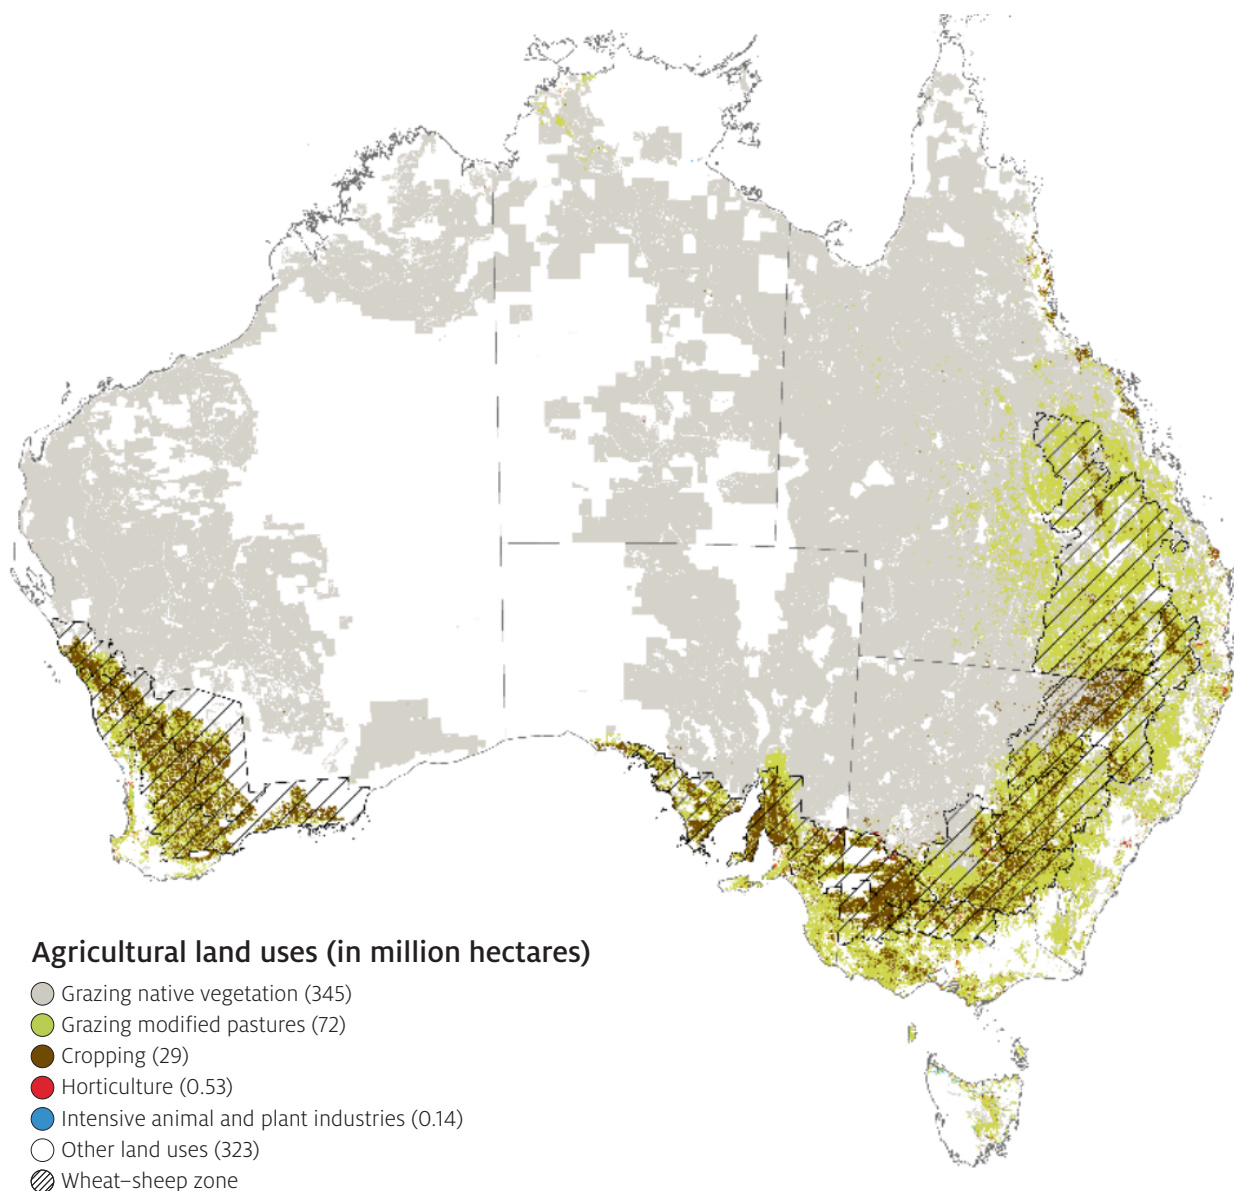 Agricultural land uses (in million hectares)
Grazing native vegetation (345)
Grazing modified pastures (72)
Cropping (29)
Horticulture (0.53)
Intensive animal and plant industries (0.14)
Other land uses (323)
Wheat–sheep zone